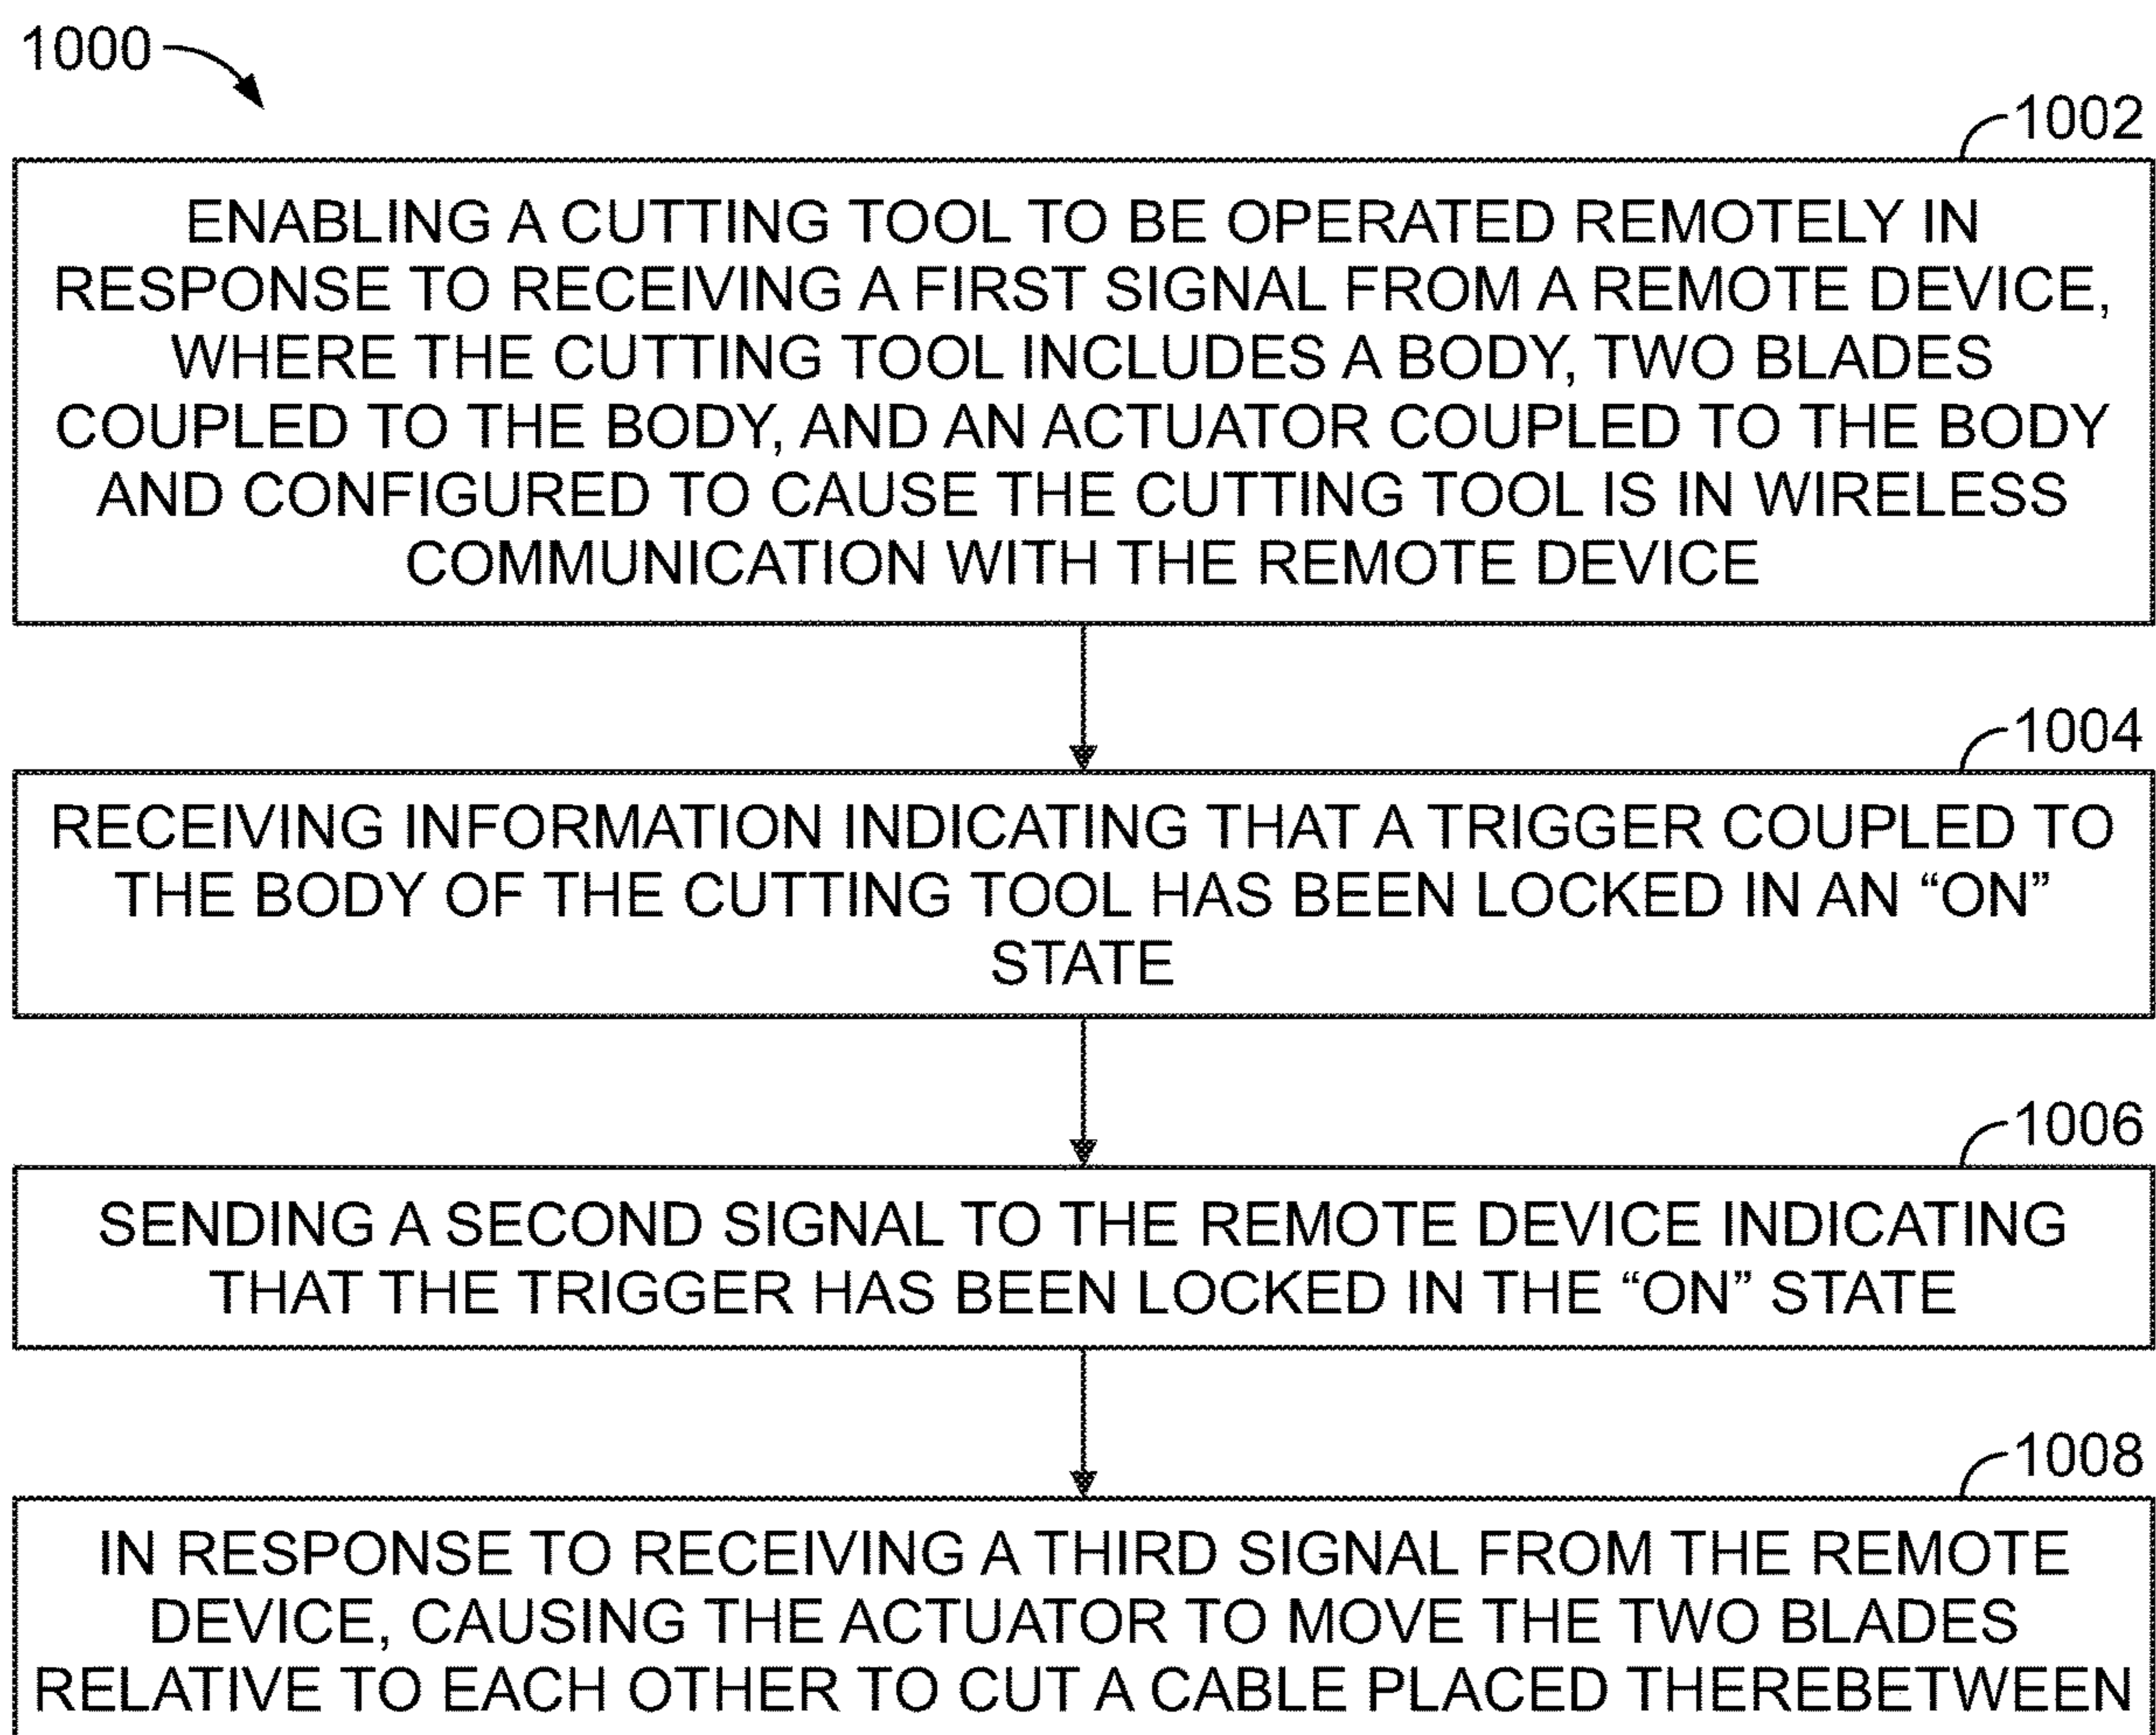 1000
1002
ENABLING A CUTTING TOOL TO BE OPERATED REMOTELY IN
RESPONSE TO RECEIVING A FIRST SIGNAL FROM A REMOTE DEVICE,
WHERE THE CUTTING TOOL INCLUDES A BODY, TWO BLADES
COUPLED TO THE BODY, AND AN ACTUATOR COUPLED TO THE BODY
AND CONFIGURED TO CAUSE THE CUTTING TOOL IS IN WIRELESS
COMMUNICATION WITH THE REMOTE DEVICE
1004
RECEIVING INFORMATION INDICATING THAT A TRIGGER COUPLED TO
THE BODY OF THE CUTTING TOOL HAS BEEN LOCKED IN AN “ON”
STATE
1006
SENDING A SECOND SIGNAL TO THE REMOTE DEVICE INDICATING
THAT THE TRIGGER HAS BEEN LOCKED IN THE “ON” STATE
1008
IN RESPONSE TO RECEIVING A THIRD SIGNAL FROM THE REMOTE
DEVICE, CAUSING THE ACTUATOR TO MOVE THE TWO BLADES
RELATIVE TO EACH OTHER TO CUT A CABLE PLACED THEREBETWEEN